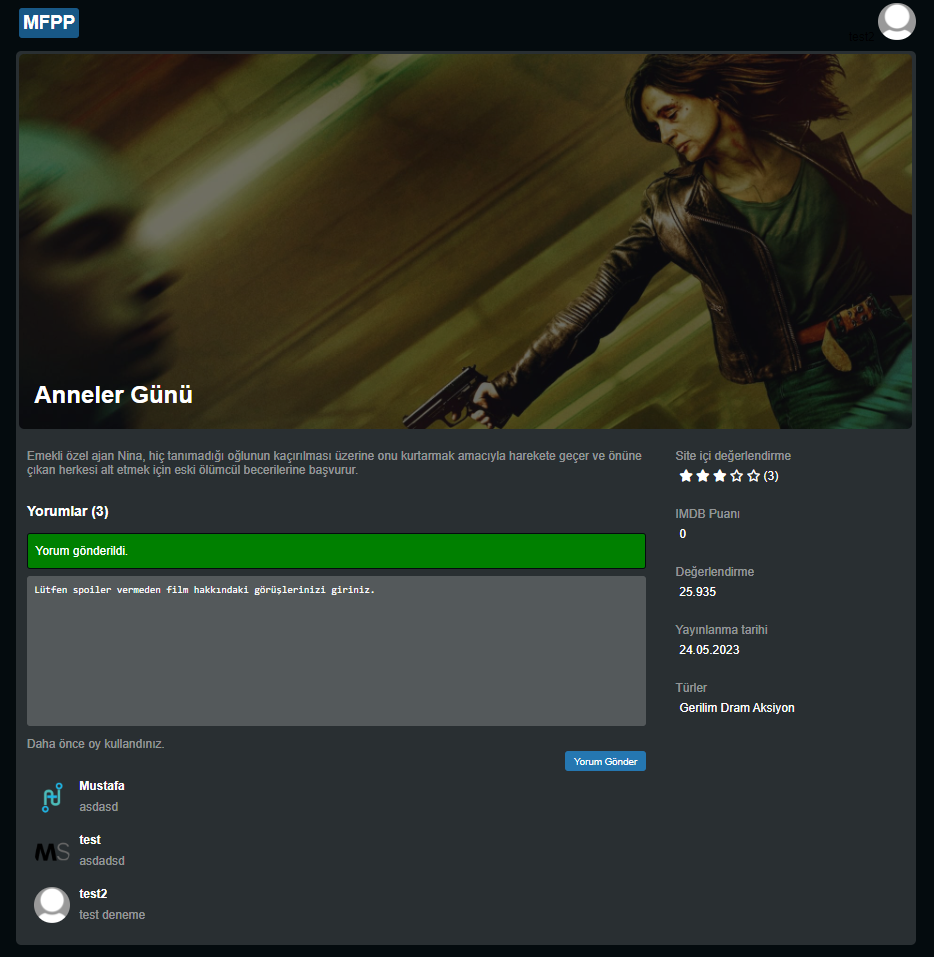 MFPP
test2
Anneler Günü
Emekli özel ajan Nina, hiç tanımadığı oğlunun kaçırılması üzerine onu kurtarmak amacıyla harekete geçer ve önüne
çıkan herkesi alt etmek için eski ölümcül becerilerine başvurur.
Yorumlar (3)
Yorum gönderildi.
Lütfen spoiler vermeden film hakkındaki görüşlerinizi giriniz.
Daha önce oy kullandınız.
Yorum Gönder
Mustafa
asdasd
MS
test
asdadsd
test2
test deneme
Site içi değerlendirme
(3)
IMDB Puanı
0
Değerlendirme
25.935
Yayınlanma tarihi
24.05.2023
Türler
Gerilim Dram Aksiyon